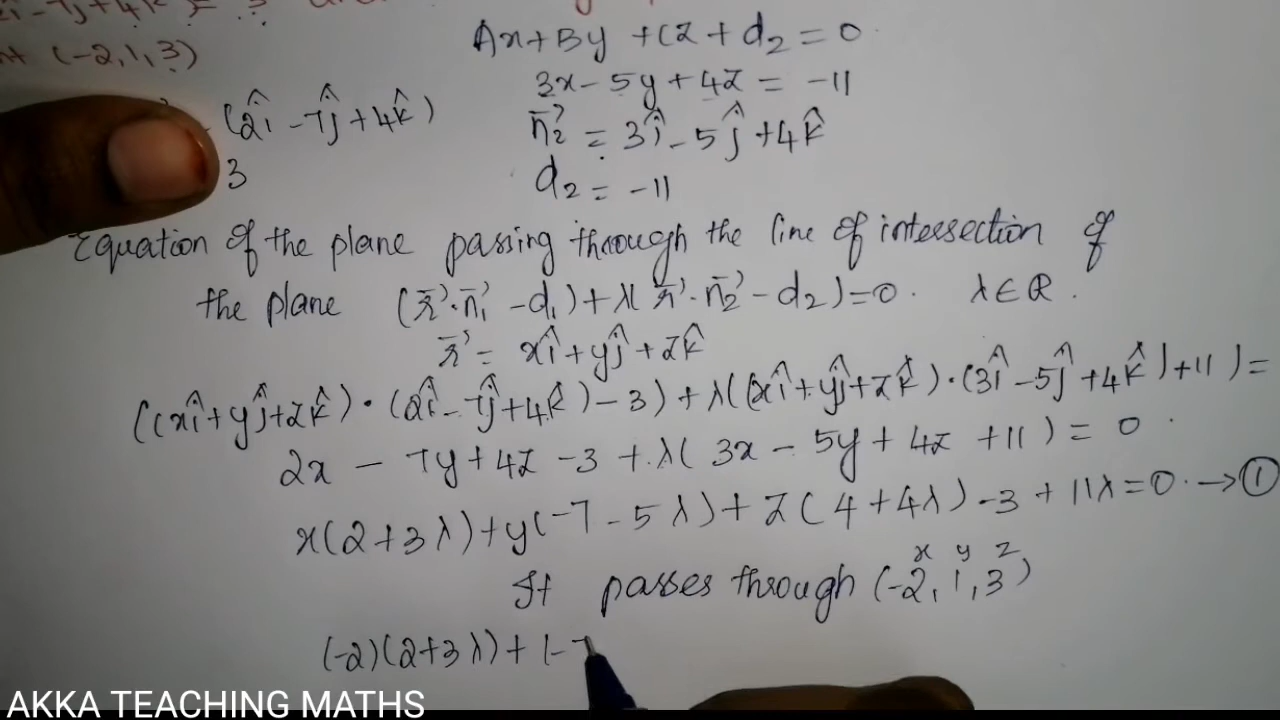 2î - 7ĵ + 4k̂) = 3
(-2, 1, 3)
Ax + By + Cz + d₂ = 0
3x - 5y + 4z = -11
(2î - 7ĵ + 4k̂)
n⃗₂ = 3î - 5ĵ + 4k̂
3
d₂ = -11
Equation of the plane passing through the line of intersection of
the plane (r⃗·n⃗₁ - d₁) + λ(r⃗·n⃗₂ - d₂) = 0. λ ∈ R.
r⃗ = xî + yĵ + zk̂
((xî + yĵ + zk̂)·(2î - 7ĵ + 4k̂) - 3) + λ((xî + yĵ + zk̂)·(3î - 5ĵ + 4k̂) + 11) =
2x - 7y + 4z - 3 + λ(3x - 5y + 4z + 11) = 0.
x(2 + 3λ) + y(-7 - 5λ) + z(4 + 4λ) - 3 + 11λ = 0. → ①
x y z
It passes through (-2, 1, 3)
(-2)(2 + 3λ) + (-7
AKKA TEACHING MATHS